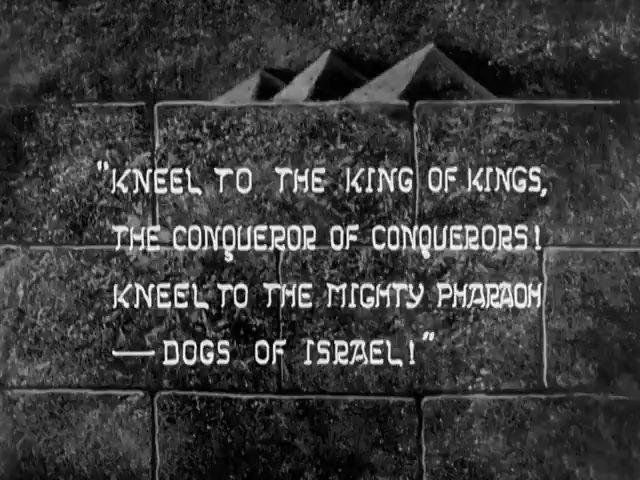 "KNEEL TO THE KING OF KINGS,
THE CONQUEROR OF CONQUERORS!
KNEEL TO THE MIGHTY PHARAOH
— DOGS OF ISRAEL!"